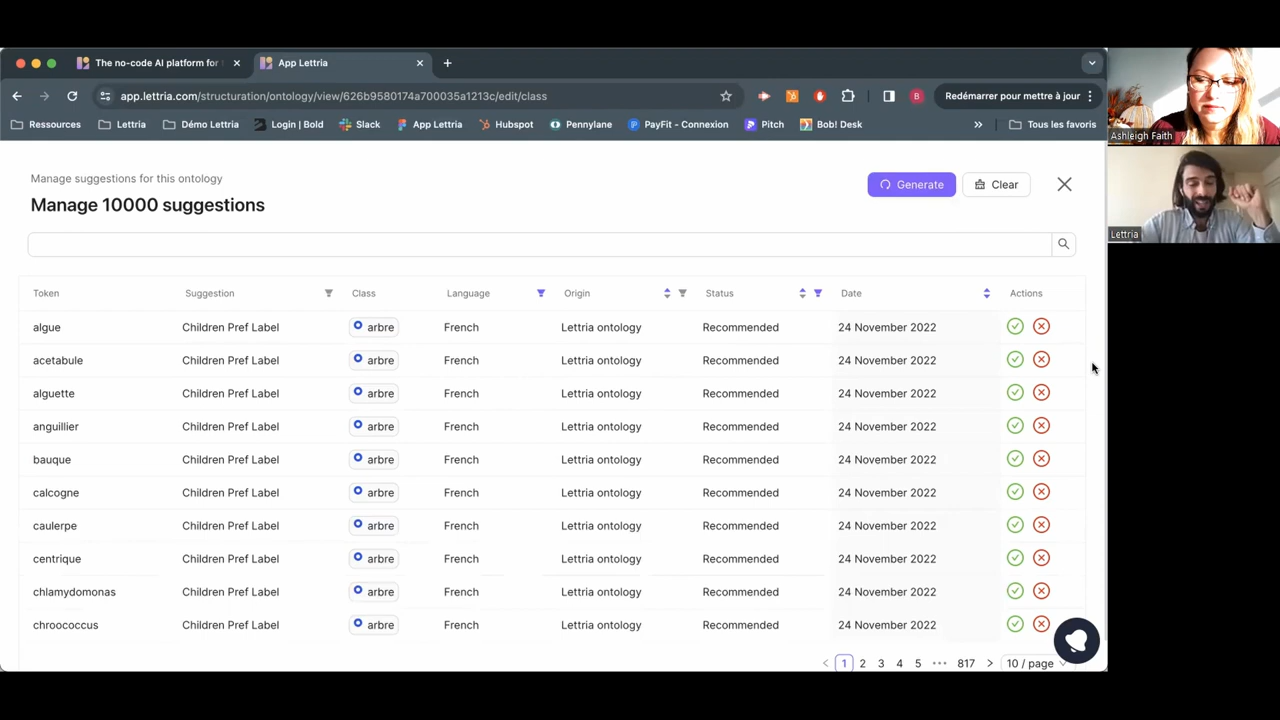 The no-code AI platform for
App Lettria
app.lettria.com/structuration/ontology/view/626b9580174a700035a1213c/edit/class
Redémarrer pour mettre à jour
Ressources
Lettria
Démo Lettria
Login | Bold
Slack
App Lettria
Hubspot
Pennylane
PayFit - Connexion
Pitch
Bob! Desk
Tous les favoris
Ashleigh Faith
Lettria
Manage suggestions for this ontology
Manage 10000 suggestions
Generate
Clear
Token Suggestion Class Language Origin Status Date Actions
algue Children Pref Label arbre French Lettria ontology Recommended 24 November 2022
acetabule Children Pref Label arbre French Lettria ontology Recommended 24 November 2022
alguette Children Pref Label arbre French Lettria ontology Recommended 24 November 2022
anguillier Children Pref Label arbre French Lettria ontology Recommended 24 November 2022
bauque Children Pref Label arbre French Lettria ontology Recommended 24 November 2022
calcogne Children Pref Label arbre French Lettria ontology Recommended 24 November 2022
caulerpe Children Pref Label arbre French Lettria ontology Recommended 24 November 2022
centrique Children Pref Label arbre French Lettria ontology Recommended 24 November 2022
chlamydomonas Children Pref Label arbre French Lettria ontology Recommended 24 November 2022
chroococcus Children Pref Label arbre French Lettria ontology Recommended 24 November 2022
1 2 3 4 5 ••• 817 10 / page